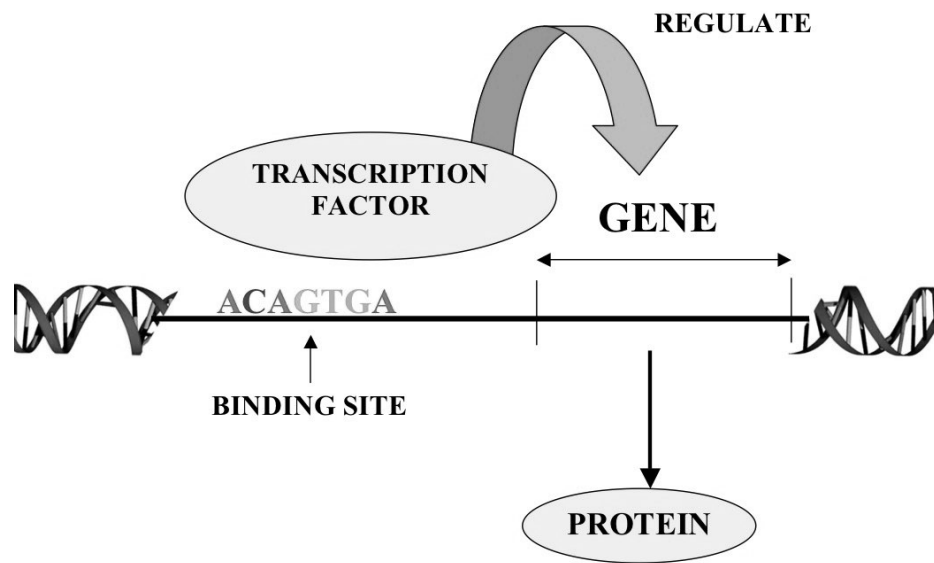 REGULATE
TRANSCRIPTION
FACTOR
GENE
ACAGTGA
BINDING SITE
PROTEIN